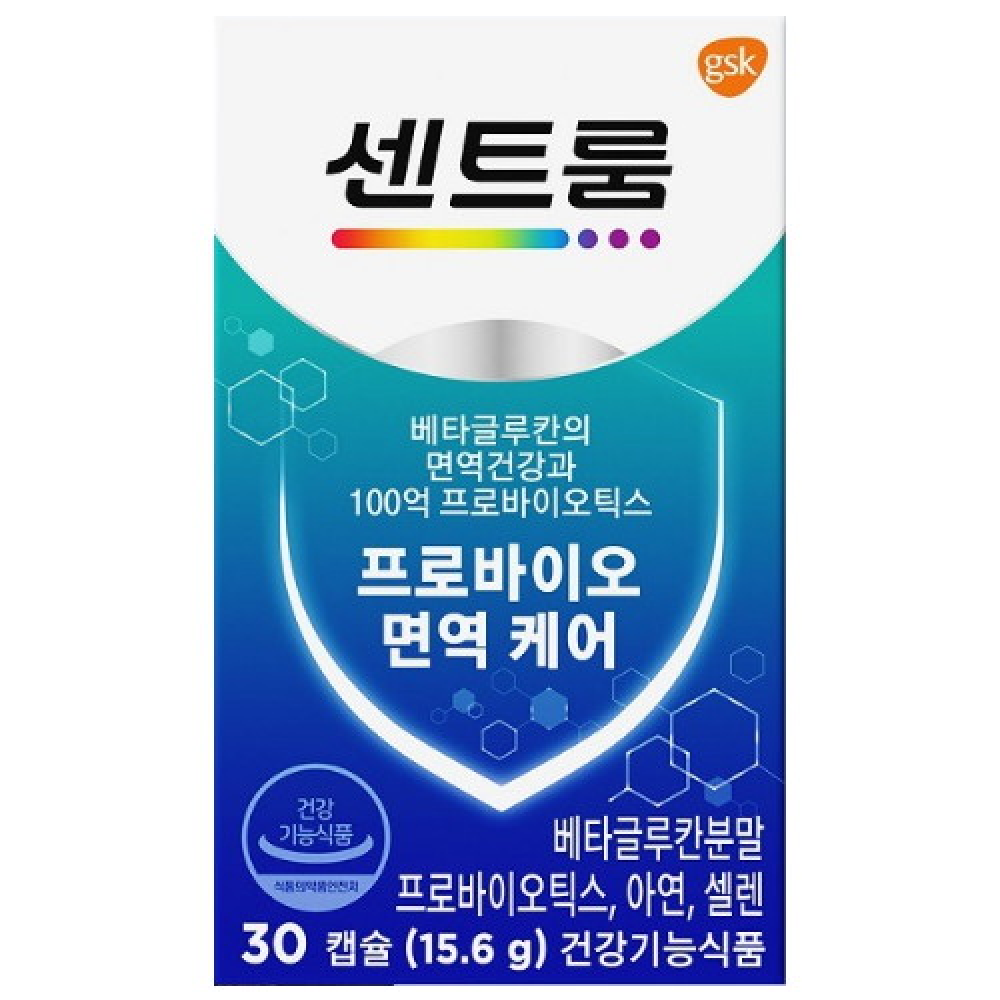 gsk
센트룸
베타글루칸의
면역건강과
100억 프로바이오틱스
프로바이오
면역 케어
건강
기능식품
식품의약품안전처
베타글루칸분말
프로바이오틱스, 아연, 셀렌
30 캡슐 (15.6 g) 건강기능식품